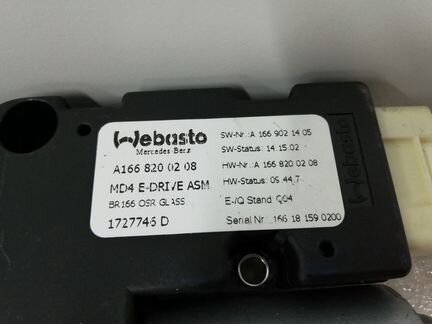 Webasto
Mercedes-Benz
A166 820 02 08
MD4 E-DRIVE ASM
BR166 OSR GLASS
1727746 D
SW-Nr.:A 166 902 14 05
SW-Status: 14.15.02
HW-Nr.:A 166 820 02 08
HW-Status: 09.44.7
E-/Q Stand: Q04
Serial Nr.: 166 18 159 0200
Webasto